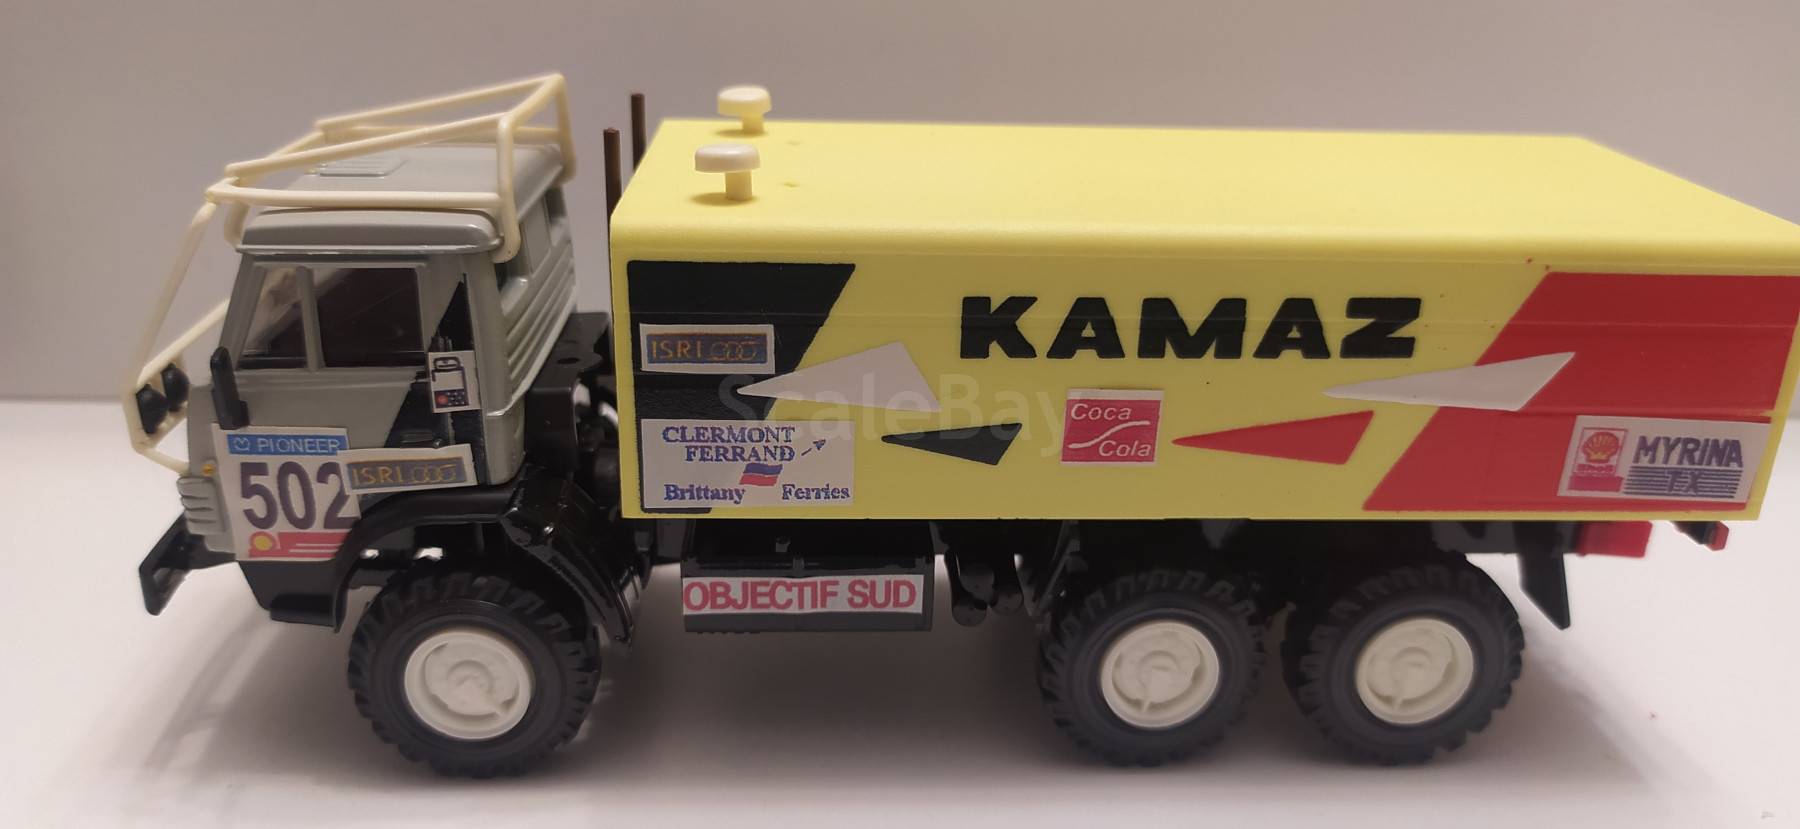 KAMAZ
ISRI
CLERMONT
FERRAND
Brittany Ferries
Coca
Cola
MYRINA
TX
PIONEER
502
ISRI
OBJECTIF SUD
ScaleBay